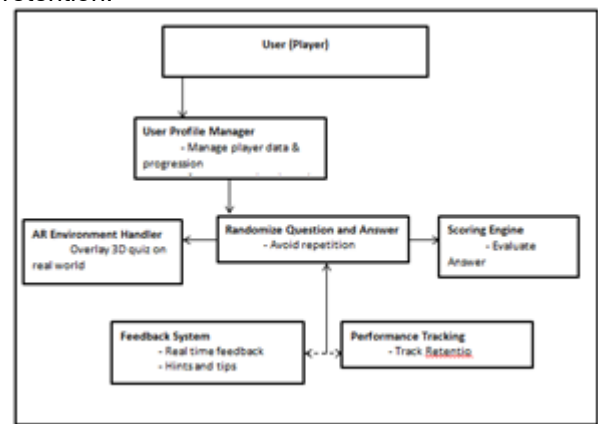 retention.
User (Player)
User Profile Manager
- Manage player data &
progression
AR Environment Handler
Overlay 3D quiz on
real world
Randomize Question and Answer
- Avoid repetition
Scoring Engine
- Evaluate
Answer
Feedback System
- Real time feedback
- Hints and tips
Performance Tracking
- Track Retentio